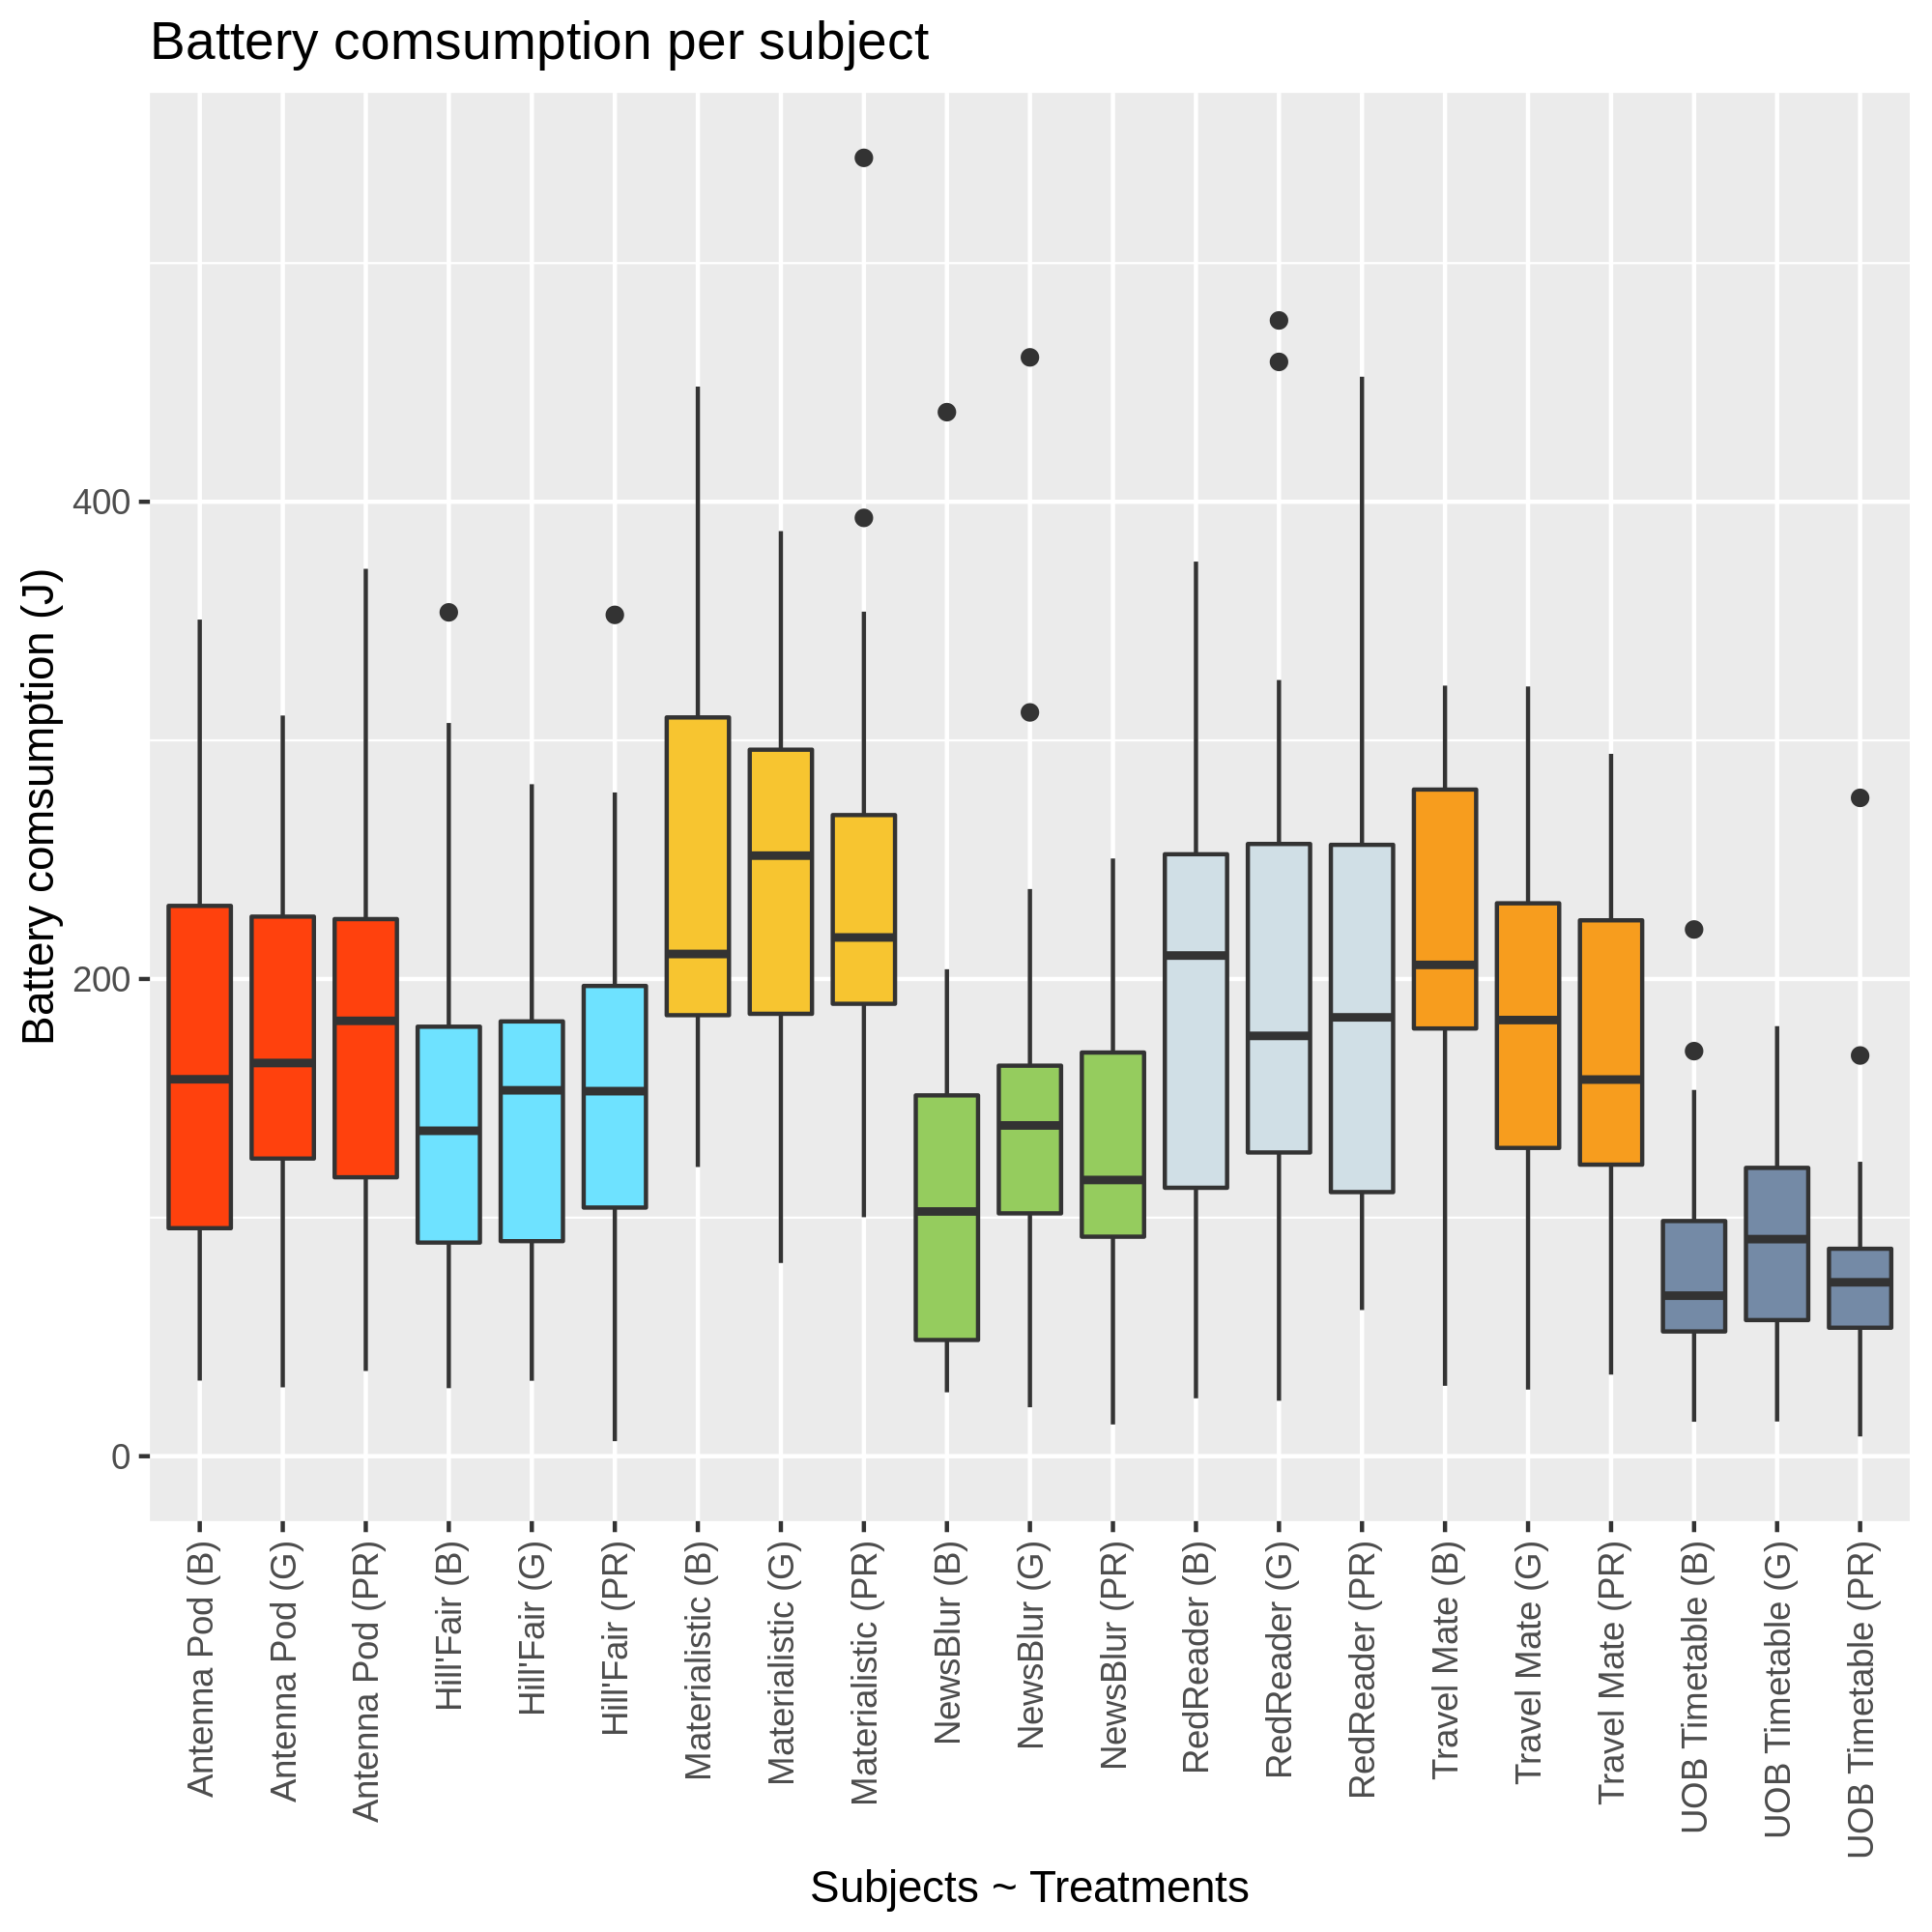 Battery comsumption per subject
Battery comsumption (J)
400
200
0
Antenna Pod (B)
Antenna Pod (G)
Antenna Pod (PR)
Hill'Fair (B)
Hill'Fair (G)
Hill'Fair (PR)
Materialistic (B)
Materialistic (G)
Materialistic (PR)
NewsBlur (B)
NewsBlur (G)
NewsBlur (PR)
RedReader (B)
RedReader (G)
RedReader (PR)
Travel Mate (B)
Travel Mate (G)
Travel Mate (PR)
UOB Timetable (B)
UOB Timetable (G)
UOB Timetable (PR)
Subjects ~ Treatments